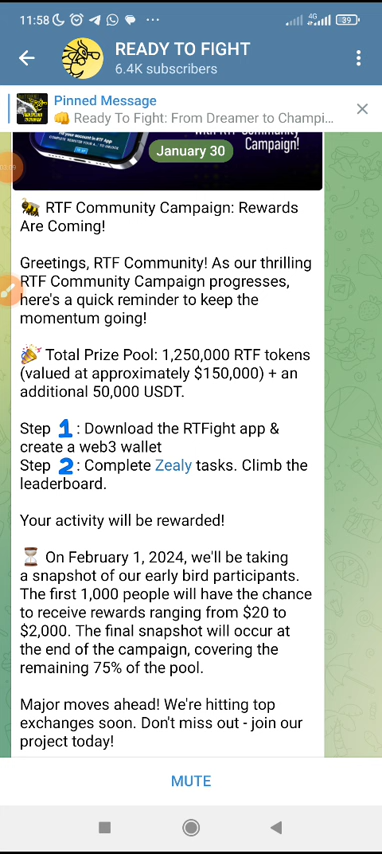 11:58
4G
89
READY TO FIGHT
6.4K subscribers
Pinned Message
👊 Ready To Fight: From Dreamer to Champi...
Campaign!
January 30
🐝 RTF Community Campaign: Rewards
Are Coming!
Greetings, RTF Community! As our thrilling
RTF Community Campaign progresses,
here's a quick reminder to keep the
momentum going!
🎉 Total Prize Pool: 1,250,000 RTF tokens
(valued at approximately $150,000) + an
additional 50,000 USDT.
Step 1: Download the RTFight app &
create a web3 wallet
Step 2: Complete Zealy tasks. Climb the
leaderboard.
Your activity will be rewarded!
⏳ On February 1, 2024, we'll be taking
a snapshot of our early bird participants.
The first 1,000 people will have the chance
to receive rewards ranging from $20 to
$2,000. The final snapshot will occur at
the end of the campaign, covering the
remaining 75% of the pool.
Major moves ahead! We're hitting top
exchanges soon. Don't miss out - join our
project today!
MUTE